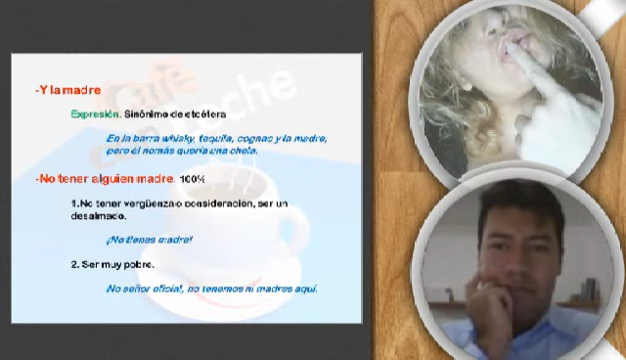 -Y la madre
Expresión. Sinónimo de etcétera
En la barra whisky, tequila, cognac y la madre,
pero él nomás quería una chela.
-No tener alguien madre. 100%
1.No tener vergüenza o consideración, ser un
desalmado.
¡No tienes madre!
2. Ser muy pobre.
No señor oficial, no tenemos ni madres aquí.
Café